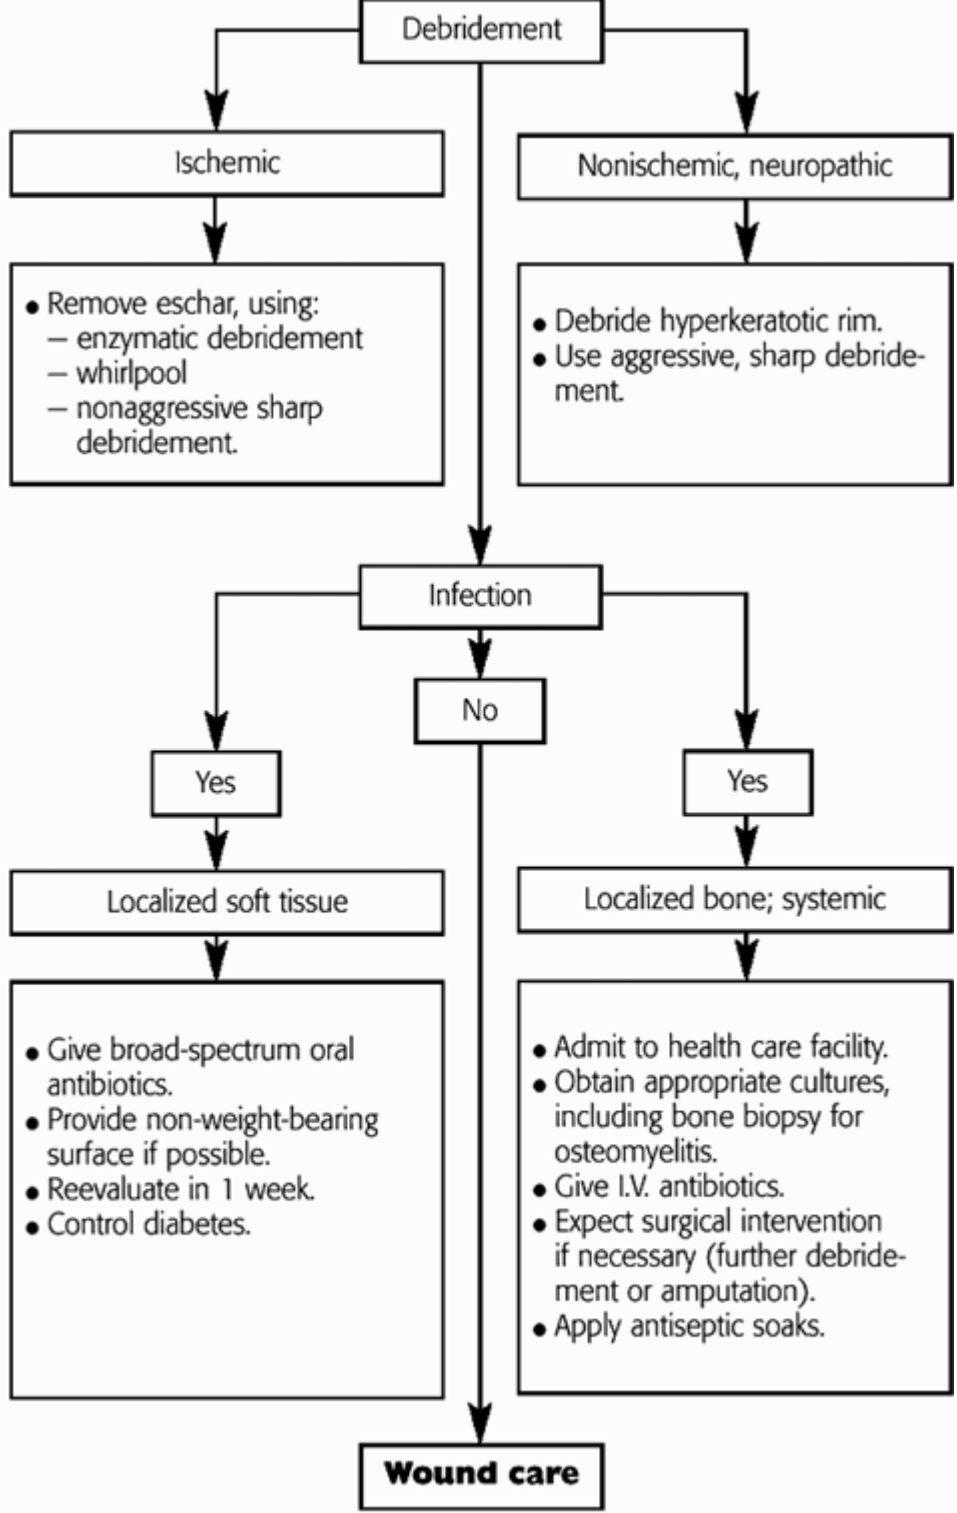 Debridement
Ischemic
Nonischemic, neuropathic
● Remove eschar, using:
– enzymatic debridement
– whirlpool
– nonaggressive sharp
debridement.
● Debride hyperkeratotic rim.
● Use aggressive, sharp debride-
ment.
Infection
No
Yes
Yes
Localized soft tissue
Localized bone; systemic
● Give broad-spectrum oral
antibiotics.
● Provide non-weight-bearing
surface if possible.
● Reevaluate in 1 week.
● Control diabetes.
● Admit to health care facility.
● Obtain appropriate cultures,
including bone biopsy for
osteomyelitis.
● Give I.V. antibiotics.
● Expect surgical intervention
if necessary (further debride-
ment or amputation).
● Apply antiseptic soaks.
Wound care